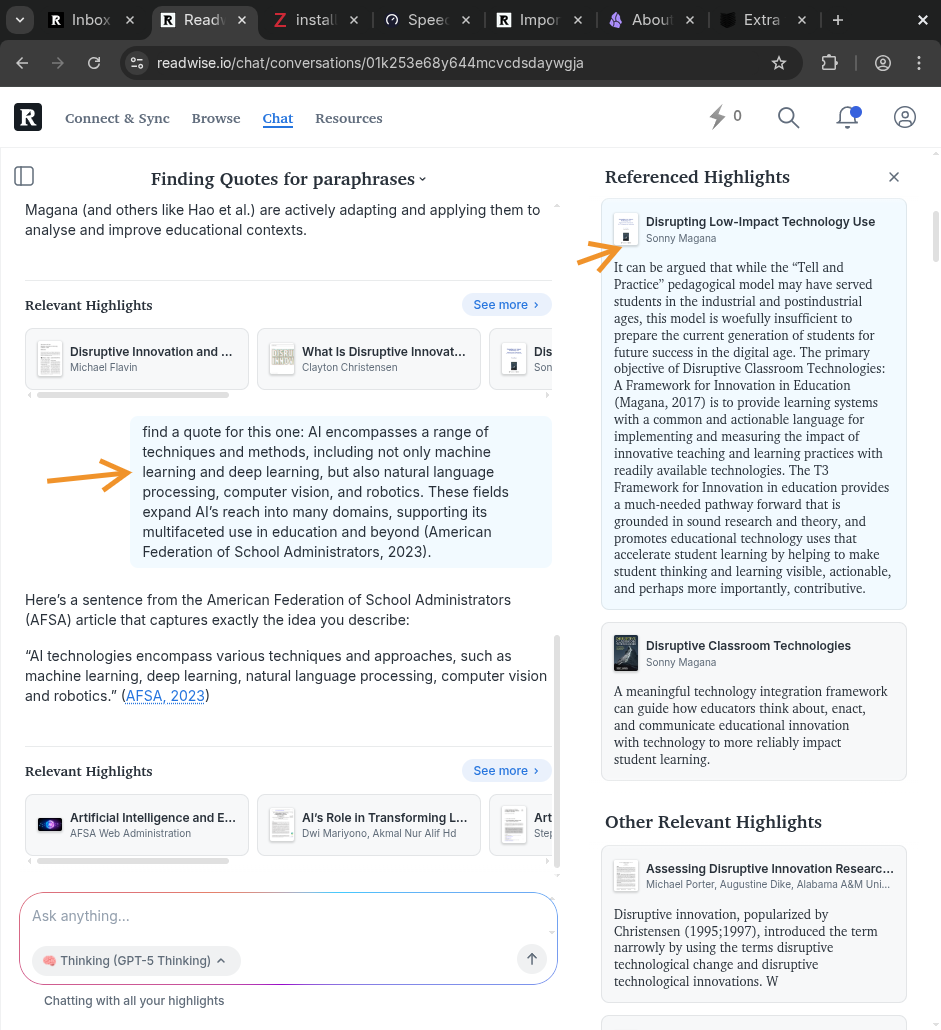 Inbox
Readw
install
Speec
Impor
Abou
Extra
readwise.io/chat/conversations/01k253e68y644mcvcdsdaywgja
R
Connect & Sync
Browse
Chat
Resources
0
Finding Quotes for paraphrases
Magana (and others like Hao et al.) are actively adapting and applying them to
analyse and improve educational contexts.
Relevant Highlights
See more ›
Disruptive Innovation and ...
Michael Flavin
What Is Disruptive Innovat...
Clayton Christensen
Dis
Son
find a quote for this one: AI encompasses a range of
techniques and methods, including not only machine
learning and deep learning, but also natural language
processing, computer vision, and robotics. These fields
expand AI's reach into many domains, supporting its
multifaceted use in education and beyond (American
Federation of School Administrators, 2023).
Here's a sentence from the American Federation of School Administrators
(AFSA) article that captures exactly the idea you describe:
“AI technologies encompass various techniques and approaches, such as
machine learning, deep learning, natural language processing, computer vision
and robotics.” (AFSA, 2023)
Relevant Highlights
See more ›
Artificial Intelligence and E...
AFSA Web Administration
AI's Role in Transforming L...
Dwi Mariyono, Akmal Nur Alif Hd
Art
Step
Ask anything...
Thinking (GPT-5 Thinking)
Chatting with all your highlights
Referenced Highlights
Disrupting Low-Impact Technology Use
Sonny Magana
It can be argued that while the “Tell and
Practice” pedagogical model may have served
students in the industrial and postindustrial
ages, this model is woefully insufficient to
prepare the current generation of students for
future success in the digital age. The primary
objective of Disruptive Classroom Technologies:
A Framework for Innovation in Education
(Magana, 2017) is to provide learning systems
with a common and actionable language for
implementing and measuring the impact of
innovative teaching and learning practices with
readily available technologies. The T3
Framework for Innovation in education provides
a much-needed pathway forward that is
grounded in sound research and theory, and
promotes educational technology uses that
accelerate student learning by helping to make
student thinking and learning visible, actionable,
and perhaps more importantly, contributive.
Disruptive Classroom Technologies
Sonny Magana
A meaningful technology integration framework
can guide how educators think about, enact,
and communicate educational innovation
with technology to more reliably impact
student learning.
Other Relevant Highlights
Assessing Disruptive Innovation Researc...
Michael Porter, Augustine Dike, Alabama A&M Uni...
Disruptive innovation, popularized by
Christensen (1995;1997), introduced the term
narrowly by using the terms disruptive
technological change and disruptive
technological innovations. W